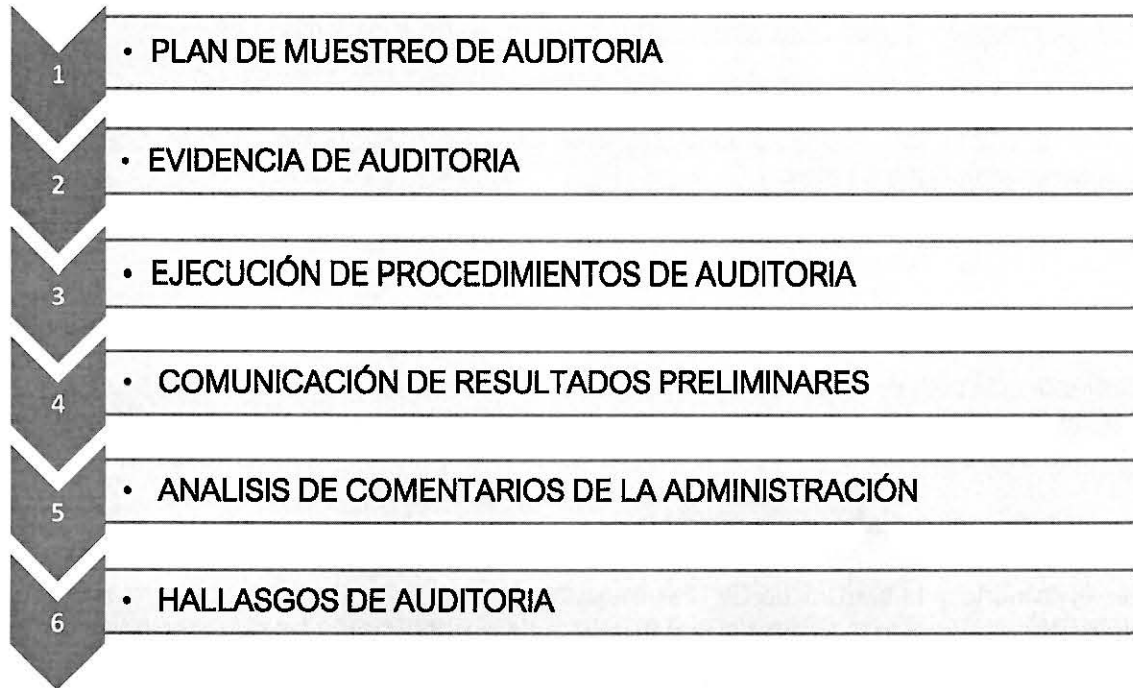 1
• PLAN DE MUESTREO DE AUDITORIA
2
• EVIDENCIA DE AUDITORIA
3
• EJECUCIÓN DE PROCEDIMIENTOS DE AUDITORIA
4
• COMUNICACIÓN DE RESULTADOS PRELIMINARES
5
• ANALISIS DE COMENTARIOS DE LA ADMINISTRACIÓN
6
• HALLASGOS DE AUDITORIA